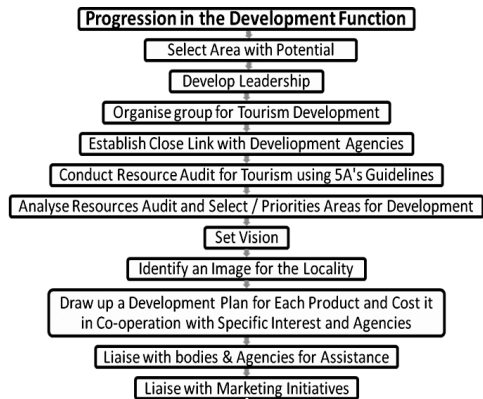 Progression in the Development Function
Select Area with Potential
Develop Leadership
Organise group for Tourism Development
Establish Close Link with Develiopment Agencies
Conduct Resource Audit for Tourism using 5A's Guidelines
Analyse Resources Audit and Select / Priorities Areas for Development
Set Vision
Identify an Image for the Locality
Draw up a Development Plan for Each Product and Cost it
in Co-operation with Specific Interest and Agencies
Liaise with bodies & Agencies for Assistance
Liaise with Marketing Initiatives